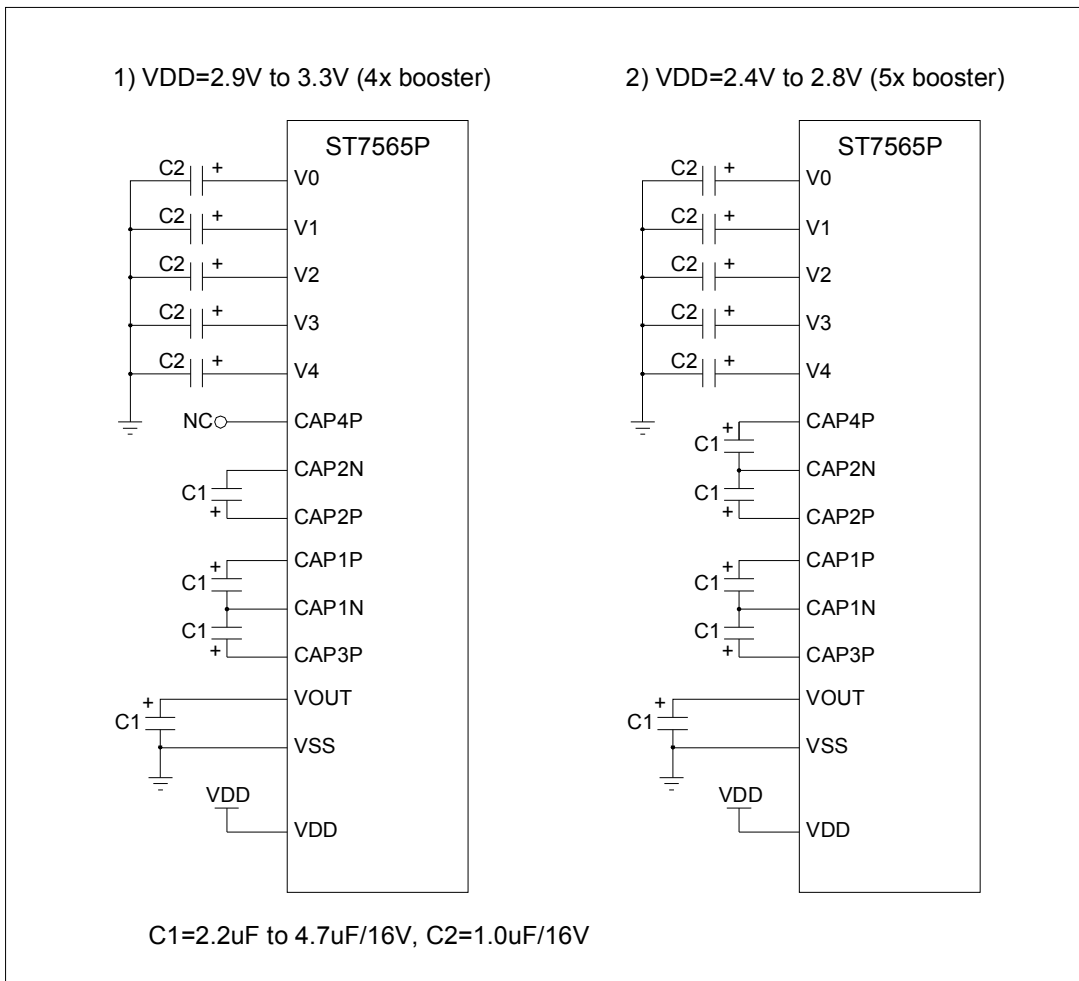 1) VDD=2.9V to 3.3V (4x booster)
ST7565P
C2 + V0
C2 + V1
C2 + V2
C2 + V3
C2 + V4
NC CAP4P
CAP2N
C1
+ CAP2P
CAP1P
+
C1
CAP1N
C1
+ CAP3P
VOUT
+
C1
VSS
VDD
VDD
2) VDD=2.4V to 2.8V (5x booster)
ST7565P
C2 + V0
C2 + V1
C2 + V2
C2 + V3
C2 + V4
CAP4P
+
C1
CAP2N
C1
+ CAP2P
CAP1P
+
C1
CAP1N
C1
+ CAP3P
VOUT
+
C1
VSS
VDD
VDD
C1=2.2uF to 4.7uF/16V, C2=1.0uF/16V